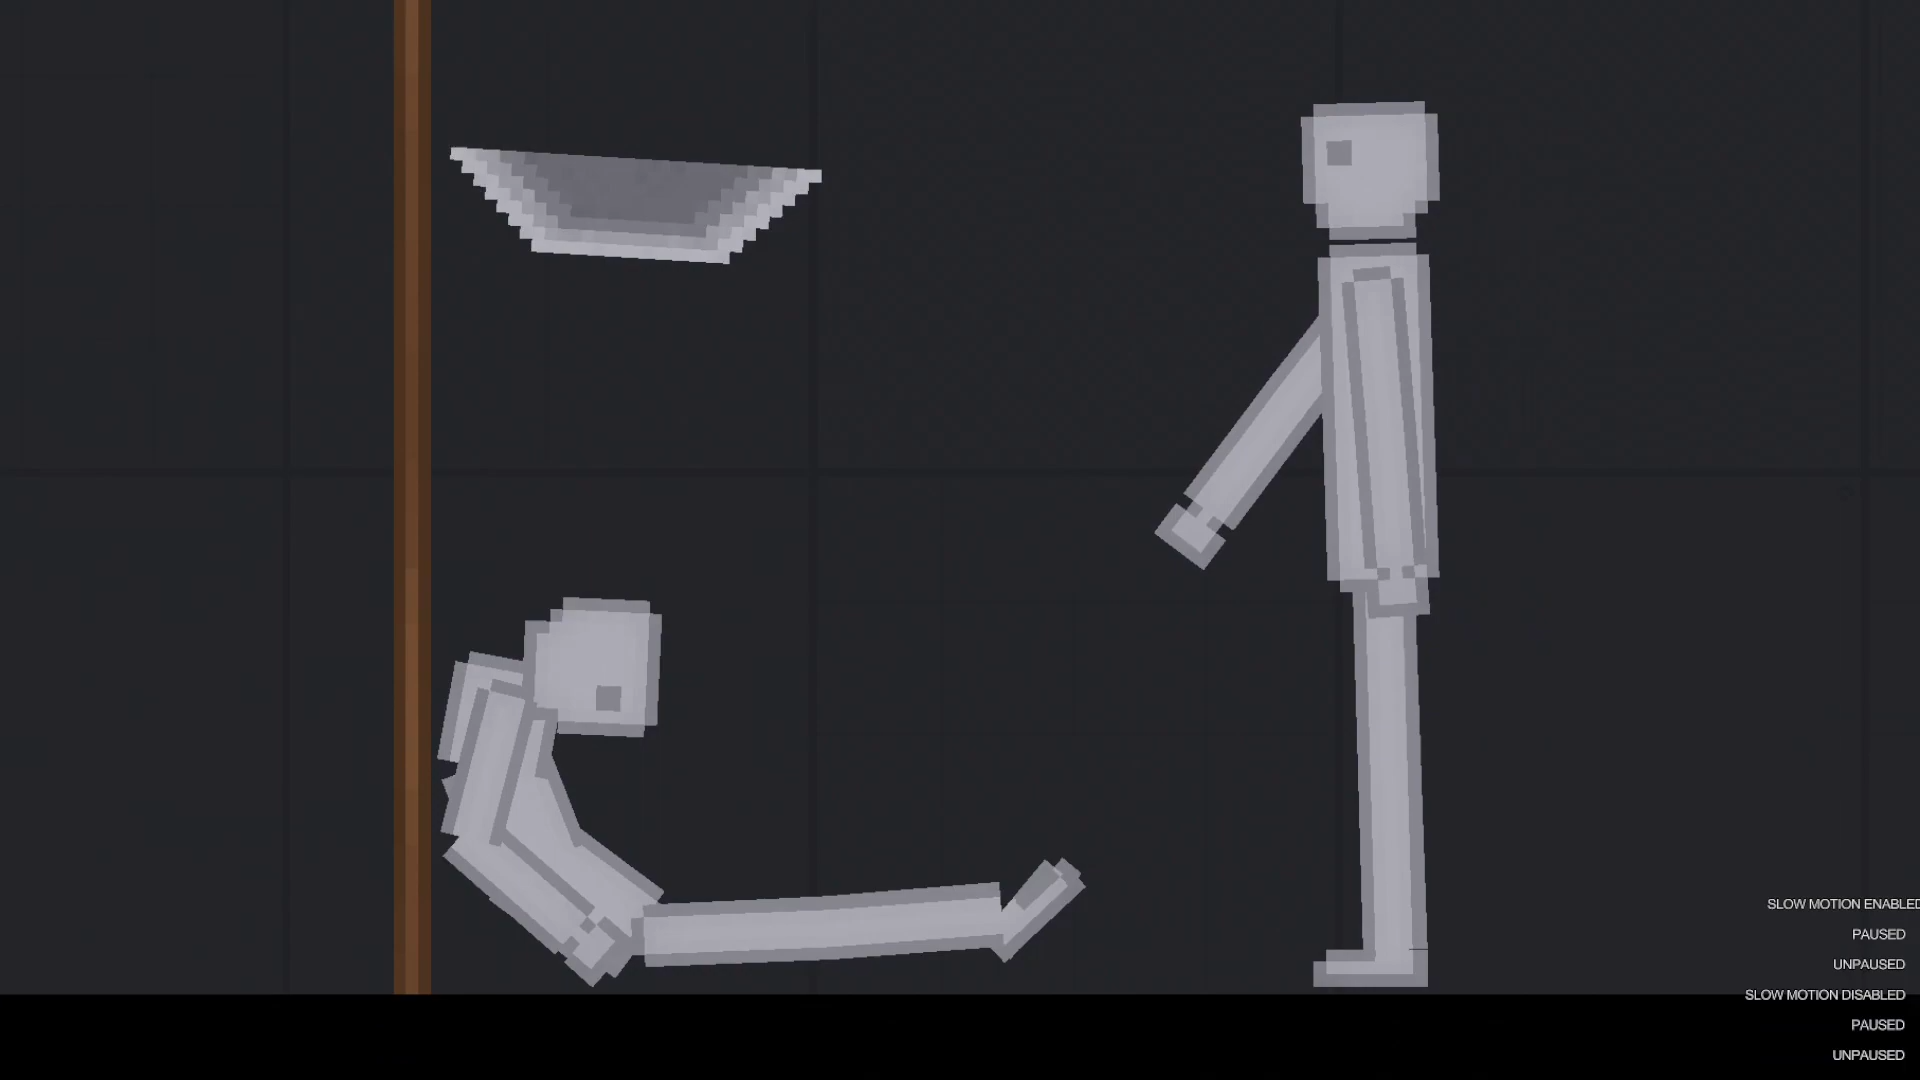 SLOW MOTION ENABLED
PAUSED
UNPAUSED
SLOW MOTION DISABLED
PAUSED
UNPAUSED